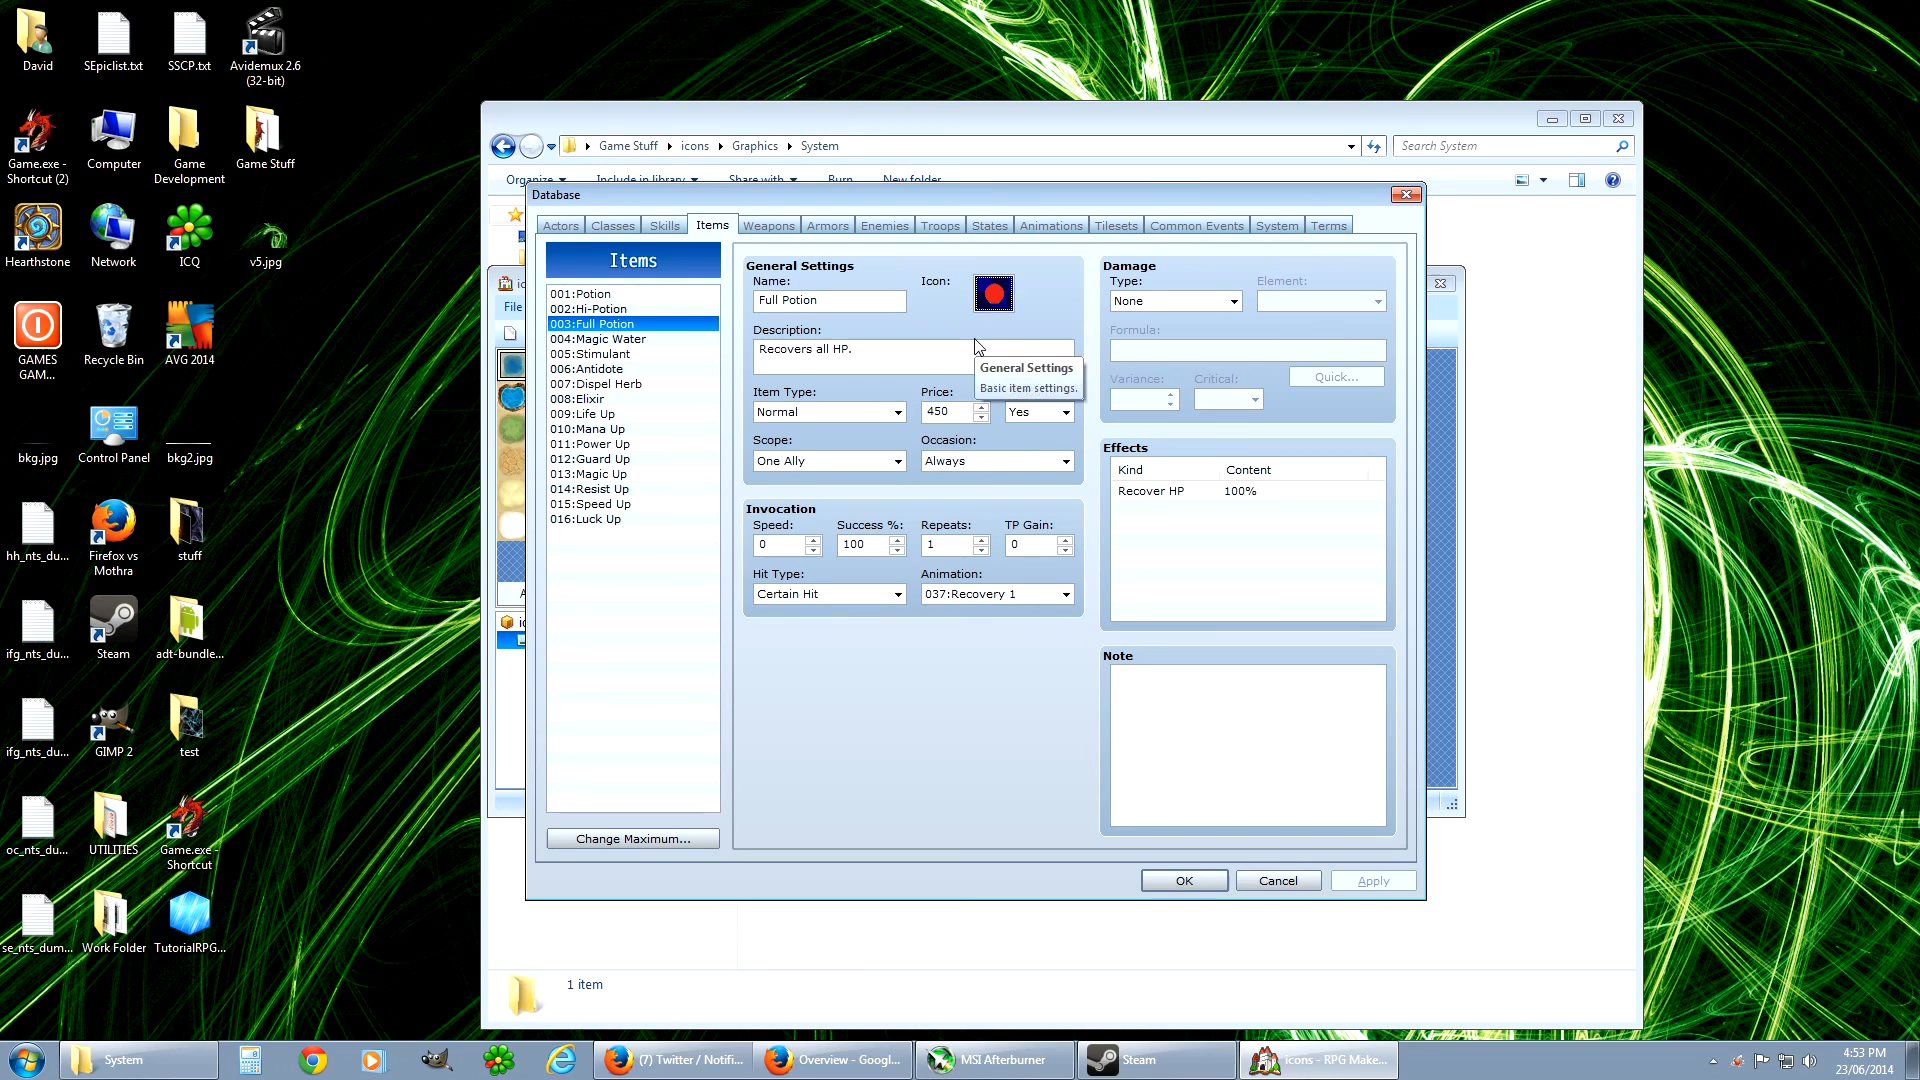 David
SEpiclist.txt
SSCP.txt
Avidemux 2.6
(32-bit)
Game.exe -
Shortcut (2)
Computer
Game
Development
Game Stuff
Hearthstone
Network
ICQ
v5.jpg
GAMES
GAM...
Recycle Bin
AVG 2014
bkg.jpg
Control Panel
bkg2.jpg
hh_nts_du...
Firefox vs
Mothra
stuff
ifg_nts_du...
Steam
adt-bundle...
ifg_nts_du...
GIMP 2
test
oc_nts_du...
UTILITIES
Game.exe -
Shortcut
se_nts_dum...
Work Folder
TutorialRPG...
Game Stuff
icons
Graphics
System
Search System
Organize
Include in library
Share with
Burn
New folder
File
Database
Actors
Classes
Skills
Items
Weapons
Armors
Enemies
Troops
States
Animations
Tilesets
Common Events
System
Terms
Items
001:Potion
002:Hi-Potion
003:Full Potion
004:Magic Water
005:Stimulant
006:Antidote
007:Dispel Herb
008:Elixir
009:Life Up
010:Mana Up
011:Power Up
012:Guard Up
013:Magic Up
014:Resist Up
015:Speed Up
016:Luck Up
Change Maximum...
General Settings
Name:
Icon:
Full Potion
Description:
Recovers all HP.
General Settings
Basic item settings.
Item Type:
Price:
Normal
450
Yes
Scope:
Occasion:
One Ally
Always
Invocation
Speed:
Success %:
Repeats:
TP Gain:
0
100
1
0
Hit Type:
Animation:
Certain Hit
037:Recovery 1
Damage
Type:
Element:
None
Formula:
Variance:
Critical:
Quick...
Effects
Kind
Content
Recover HP
100%
Note
OK
Cancel
Apply
1 item
System
(7) Twitter / Notifi...
Overview - Googl...
MSI Afterburner
Steam
icons - RPG Make...
4:53 PM
23/06/2014